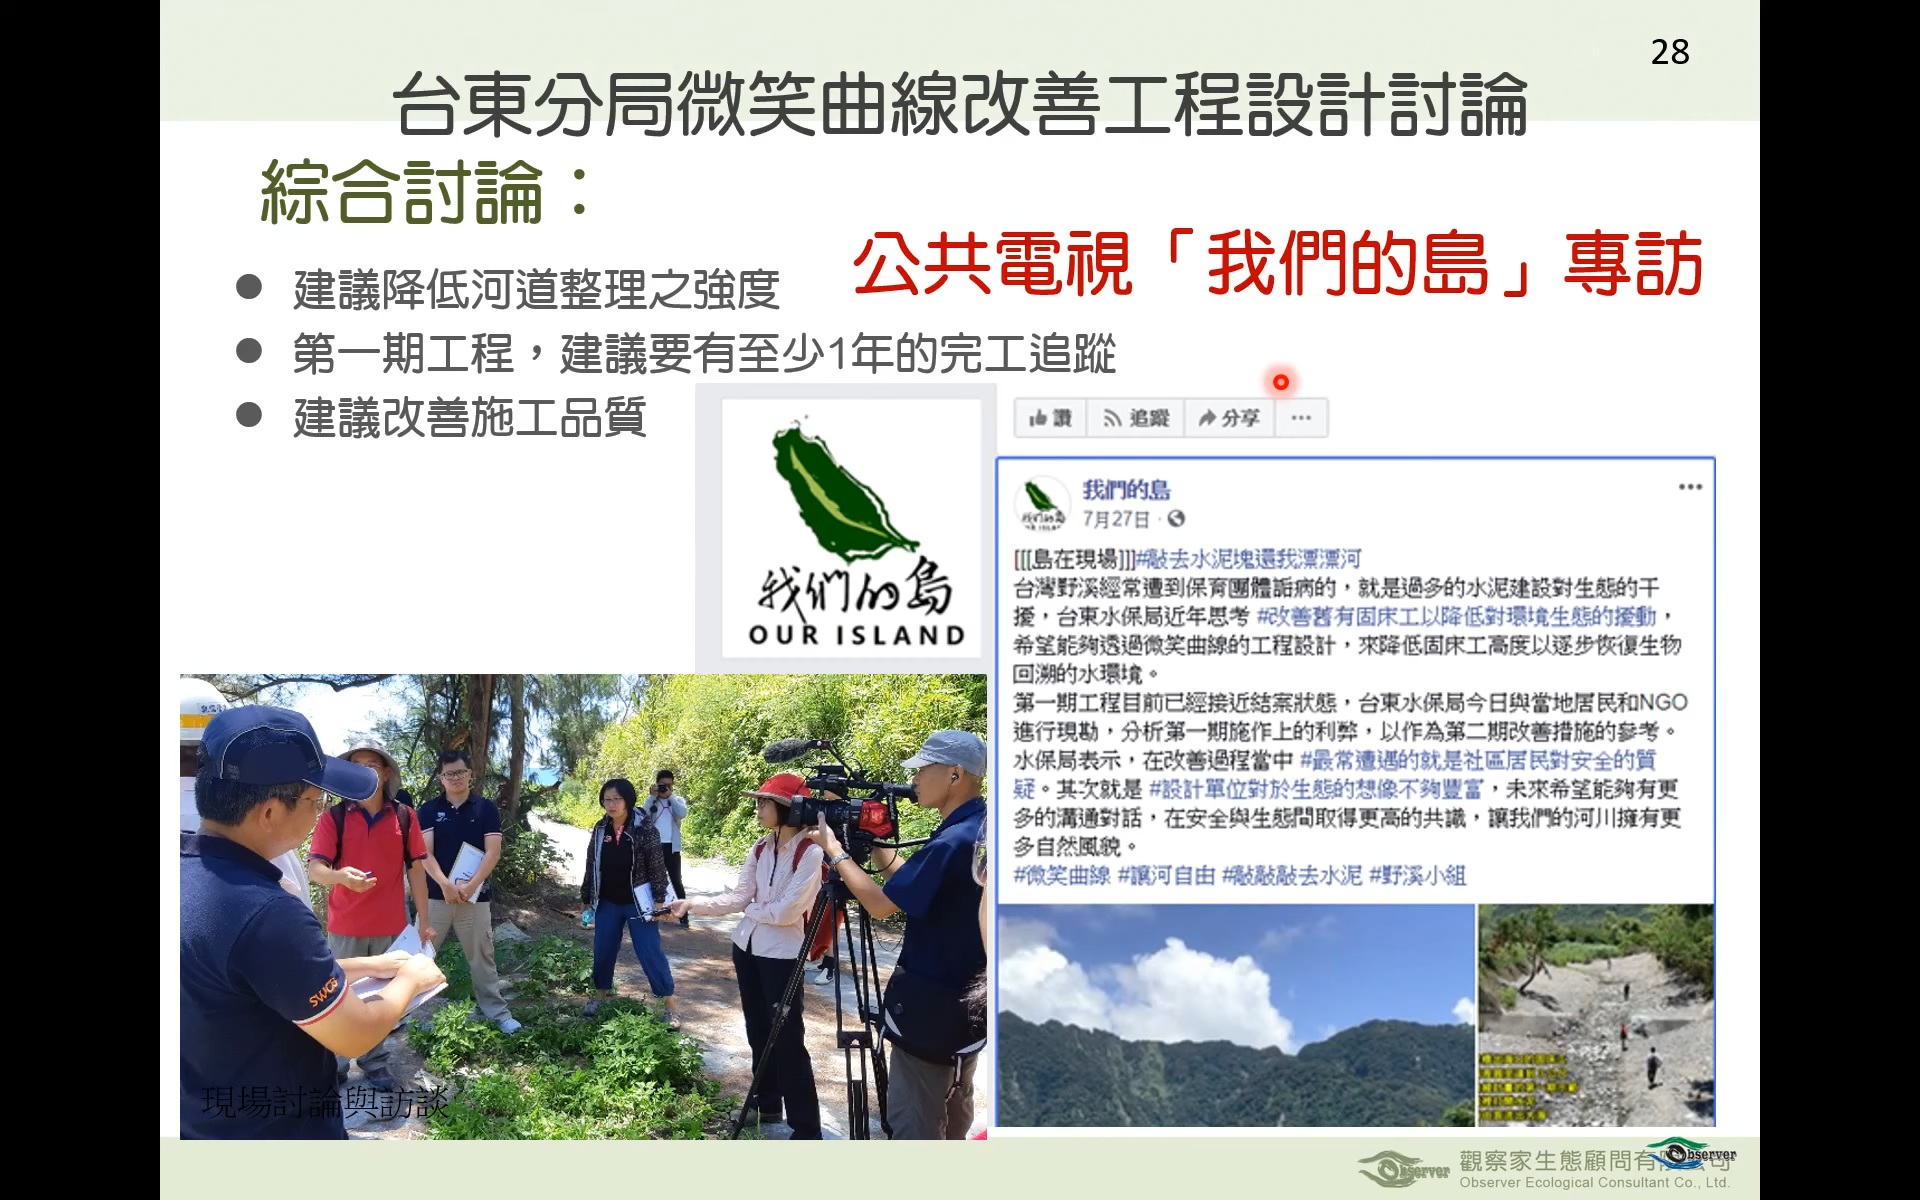 28
台東分局微笑曲線改善工程設計討論
綜合討論：
公共電視「我們的島」專訪
● 建議降低河道整理之強度
● 第一期工程，建議要有至少1年的完工追蹤
● 建議改善施工品質
我們的島
OUR ISLAND
讚 追蹤 分享 ...
我們的島
7月27日
[[[島在現場]]]#敲去水泥塊還我漂漂河
台灣野溪經常遭到保育團體詬病的，就是過多的水泥建設對生態的干
擾，台東水保局近年思考 #改善舊有固床工以降低對環境生態的擾動，
希望能夠透過微笑曲線的工程設計，來降低固床工高度以逐步恢復生物
回溯的水環境。
第一期工程目前已經接近結案狀態，台東水保局今日與當地居民和NGO
進行現勘，分析第一期施作上的利弊，以作為第二期改善措施的參考。
水保局表示，在改善過程當中 #最常遭遇的就是社區居民對安全的質
疑。其次就是 #設計單位對於生態的想像不夠豐富，未來希望能夠有更
多的溝通對話，在安全與生態間取得更高的共識，讓我們的河川擁有更
多自然風貌。
#微笑曲線 #讓河自由 #敲敲敲去水泥 #野溪小組
SWCB
現場討論與訪談
Observer
觀察家生態顧問有
Observer Ecological Consultant Co., Ltd.
Observer